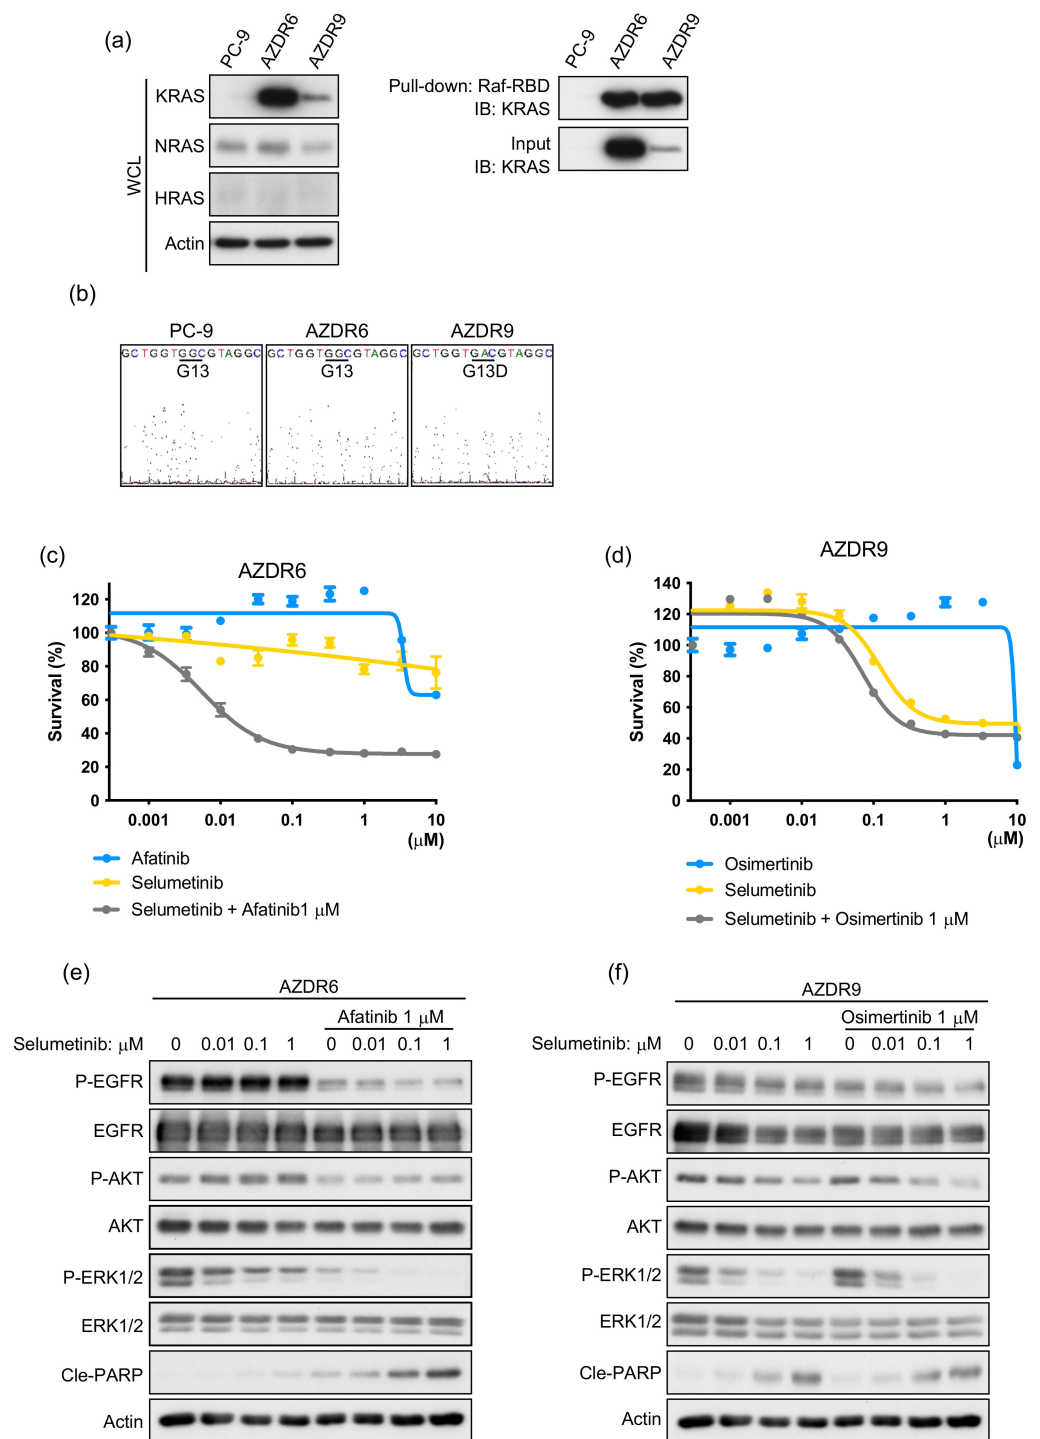 (a)
PC-9 AZDR6 AZDR9
WCL
KRAS
NRAS
HRAS
Actin
PC-9 AZDR6 AZDR9
Pull-down: Raf-RBD
IB: KRAS
Input
IB: KRAS
(b)
PC-9 AZDR6 AZDR9
GCTGGTGGCGTAGGC GCTGGTGGCGTAGGC GCTGGTGACGTAGGC
G13 G13 G13D
(c)
AZDR6
Survival (%)
120
100
80
60
40
20
0
0.001 0.01 0.1 1 10
(μM)
Afatinib
Selumetinib
Selumetinib + Afatinib1 μM
(d)
AZDR9
Survival (%)
140
120
100
80
60
40
20
0
0.001 0.01 0.1 1 10
(μM)
Osimertinib
Selumetinib
Selumetinib + Osimertinib 1 μM
(e)
AZDR6
Afatinib 1 μM
Selumetinib: μM 0 0.01 0.1 1 0 0.01 0.1 1
P-EGFR
EGFR
P-AKT
AKT
P-ERK1/2
ERK1/2
Cle-PARP
Actin
(f)
AZDR9
Osimertinib 1 μM
Selumetinib: μM 0 0.01 0.1 1 0 0.01 0.1 1
P-EGFR
EGFR
P-AKT
AKT
P-ERK1/2
ERK1/2
Cle-PARP
Actin